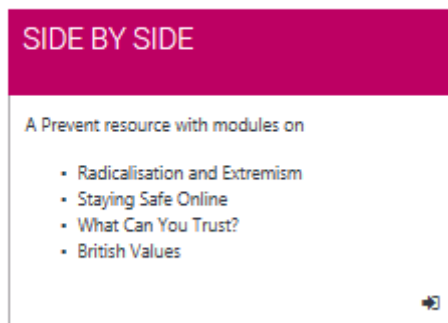 SIDE BY SIDE
A Prevent resource with modules on
▪ Radicalisation and Extremism
▪ Staying Safe Online
▪ What Can You Trust?
▪ British Values